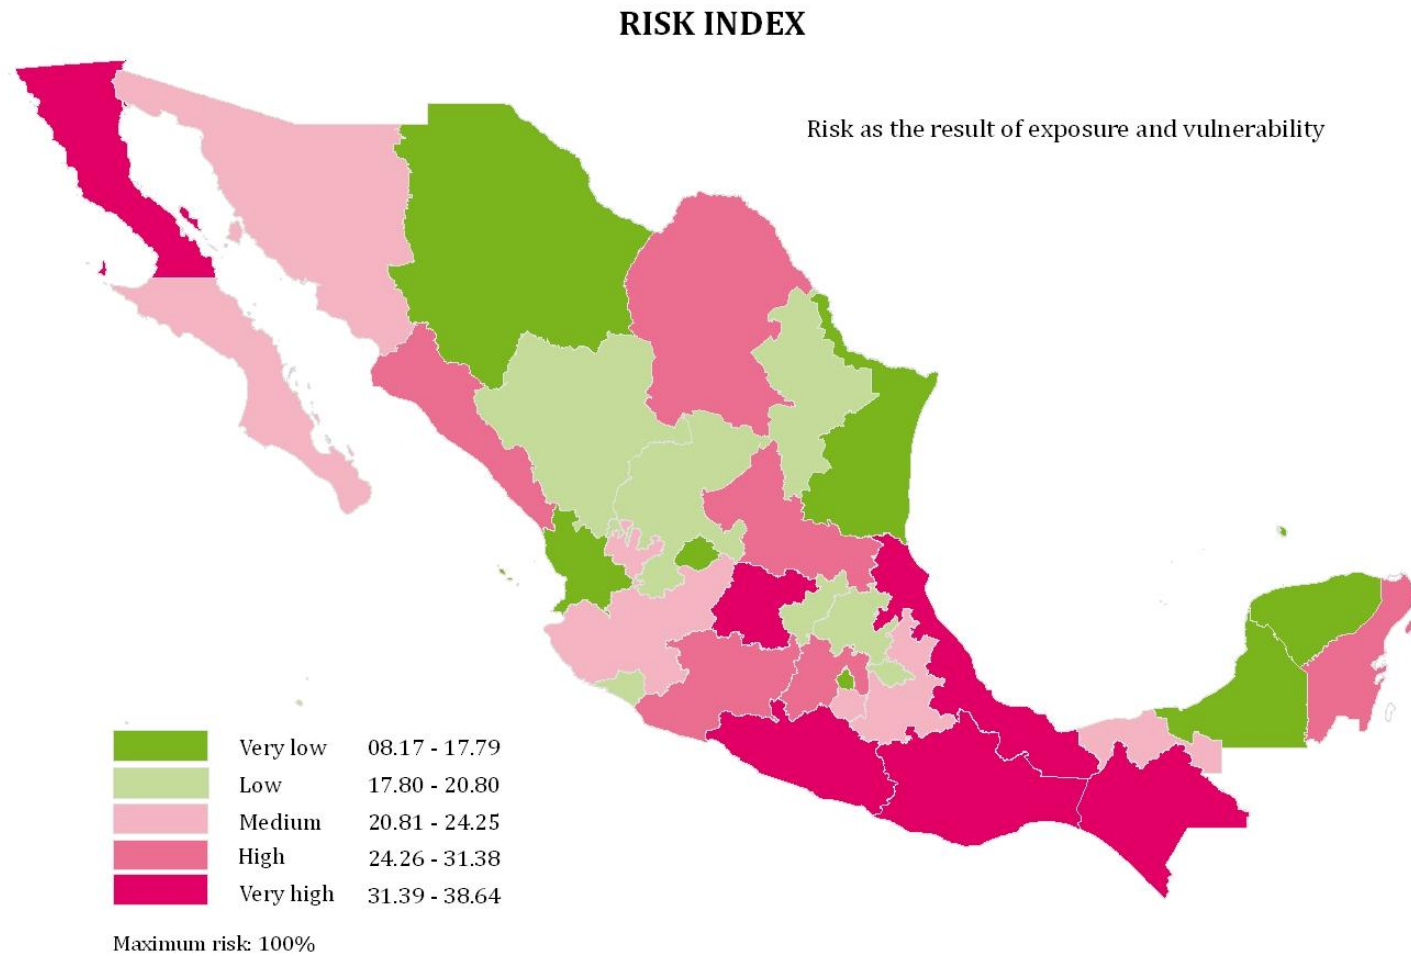 RISK INDEX
Risk as the result of exposure and vulnerability
Very low 08.17 - 17.79
Low 17.80 - 20.80
Medium 20.81 - 24.25
High 24.26 - 31.38
Very high 31.39 - 38.64
Maximum risk: 100%